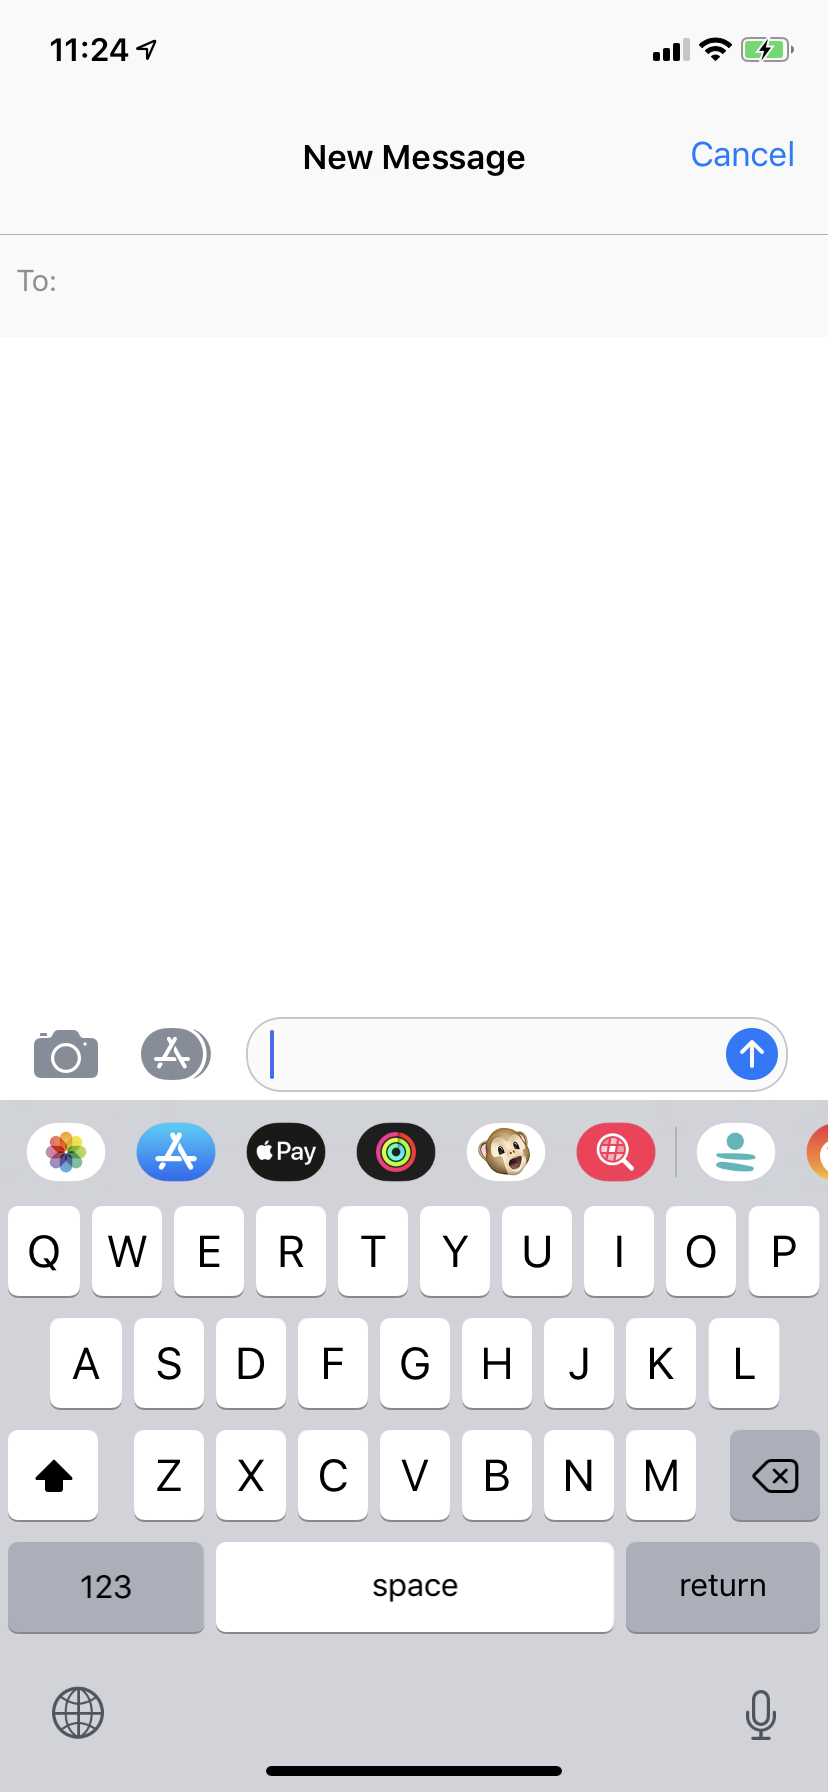 11:24
New Message
Cancel
To:
Pay
Q W E R T Y U I O P
A S D F G H J K L
Z X C V B N M
123 space return